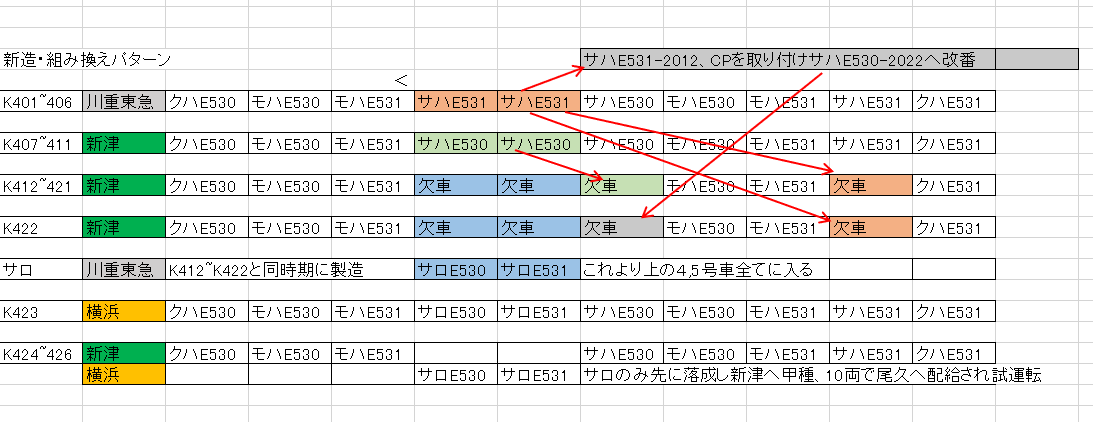 新造・組み換えパターン サハE531-2012、CPを取り付けサハE530-2022へ改番
<
K401~406 川重東急 クハE530 モハE530 モハE531 サハE531 サハE531 サハE530 モハE530 モハE531 サハE531 クハE531
K407~411 新津 クハE530 モハE530 モハE531 サハE530 サハE530 サハE530 モハE530 モハE531 サハE531 クハE531
K412~421 新津 クハE530 モハE530 モハE531 欠車 欠車 欠車 モハE530 モハE531 欠車 クハE531
K422 新津 クハE530 モハE530 モハE531 欠車 欠車 欠車 モハE530 モハE531 欠車 クハE531
サロ 川重東急 K412~K422と同時期に製造 サロE530 サロE531 これより上の4,5号車全てに入る
K423 横浜 クハE530 モハE530 モハE531 サロE530 サロE531 サハE530 モハE530 モハE531 サハE531 クハE531
K424~426 新津 クハE530 モハE530 モハE531 サハE530 モハE530 モハE531 サハE531 クハE531
横浜 サロE530 サロE531 サロのみ先に落成し新津へ甲種、10両で尾久へ配給され試運転